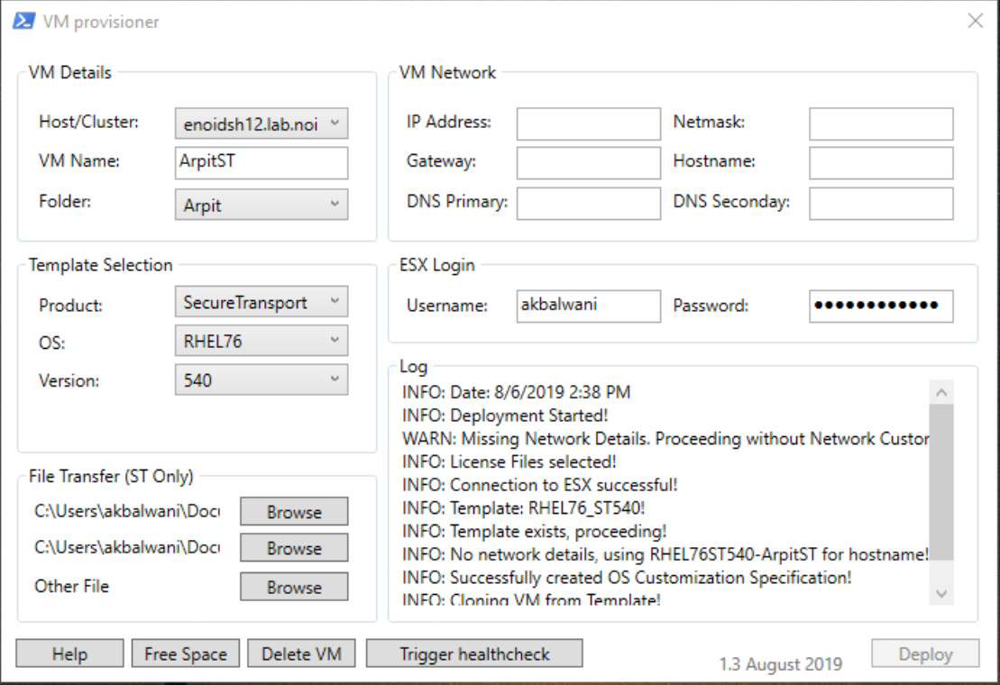 VM provisioner
VM Details
Host/Cluster: enoidsh12.lab.noi
VM Name: ArpitST
Folder: Arpit
VM Network
IP Address: Netmask:
Gateway: Hostname:
DNS Primary: DNS Seconday:
Template Selection
Product: SecureTransport
OS: RHEL76
Version: 540
ESX Login
Username: akbalwani Password: ●●●●●●●●●●●●
File Transfer (ST Only)
C:\Users\akbalwani\Docu Browse
C:\Users\akbalwani\Docu Browse
Other File Browse
Log
INFO: Date: 8/6/2019 2:38 PM
INFO: Deployment Started!
WARN: Missing Network Details. Proceeding without Network Custor
INFO: License Files selected!
INFO: Connection to ESX successful!
INFO: Template: RHEL76_ST540!
INFO: Template exists, proceeding!
INFO: No network details, using RHEL76ST540-ArpitST for hostname!
INFO: Successfully created OS Customization Specification!
INFO: Cloning VM from Template!
Help Free Space Delete VM Trigger healthcheck 1.3 August 2019 Deploy